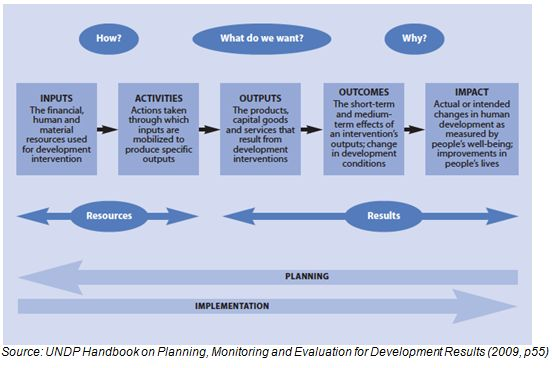 How?
What do we want?
Why?
INPUTS
The financial,
human and
material
resources used
for development
intervention
ACTIVITIES
Actions taken
through which
inputs are
mobilized to
produce specific
outputs
OUTPUTS
The products,
capital goods
and services that
result from
development
interventions
OUTCOMES
The short-term
and medium-
term effects of
an intervention's
outputs; change
in development
conditions
IMPACT
Actual or intended
changes in human
development as
measured by
people's well-being;
improvements in
people's lives
Resources
Results
PLANNING
IMPLEMENTATION
Source: UNDP Handbook on Planning, Monitoring and Evaluation for Development Results (2009, p55)